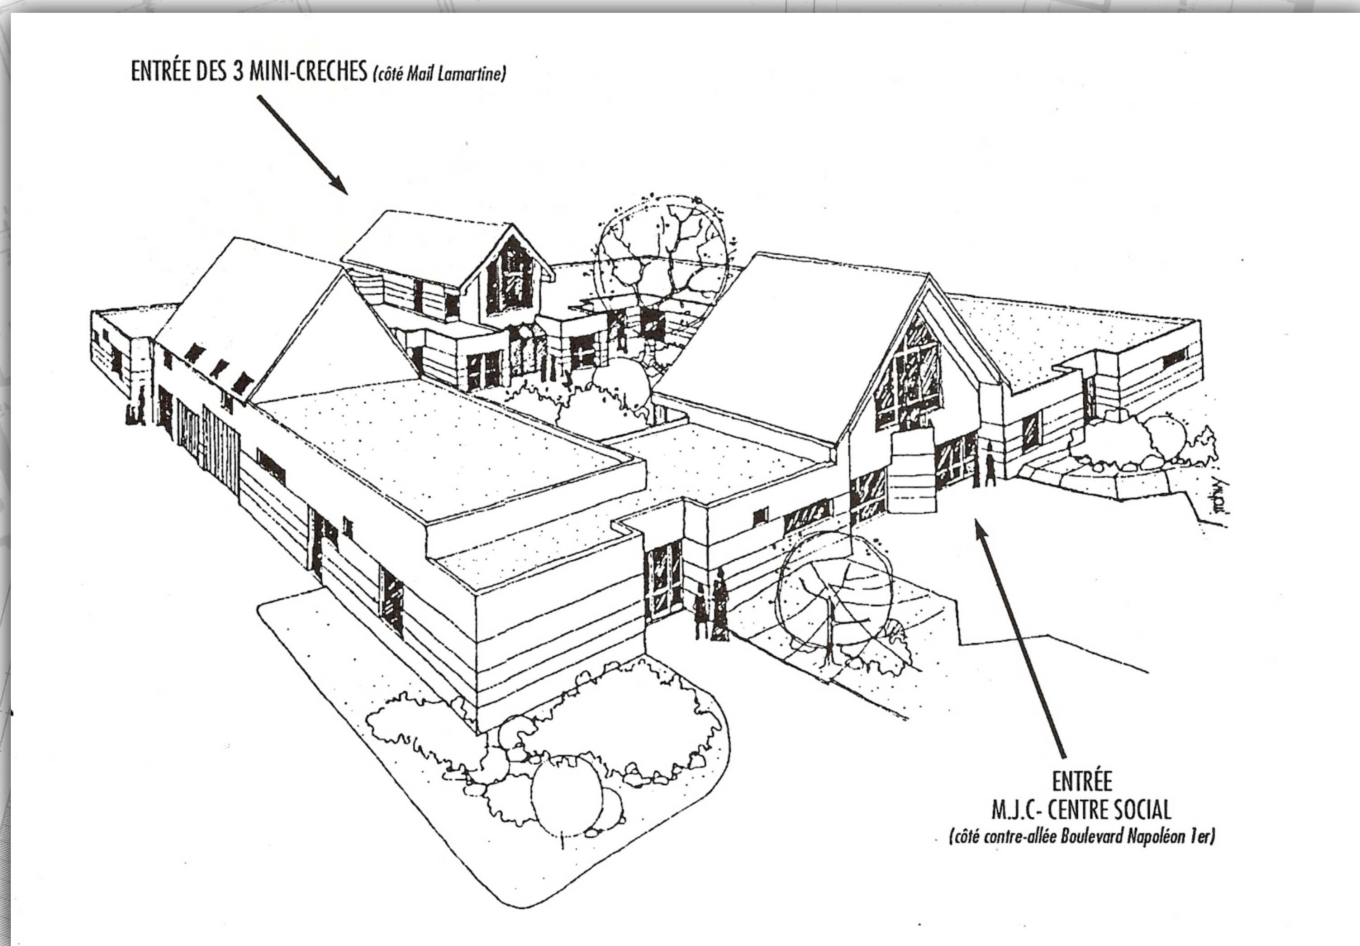 ENTRÉE DES 3 MINI-CRECHES (côté Mail Lamartine)
ENTRÉE
M.J.C- CENTRE SOCIAL
(côté contre-allée Boulevard Napoléon 1er)